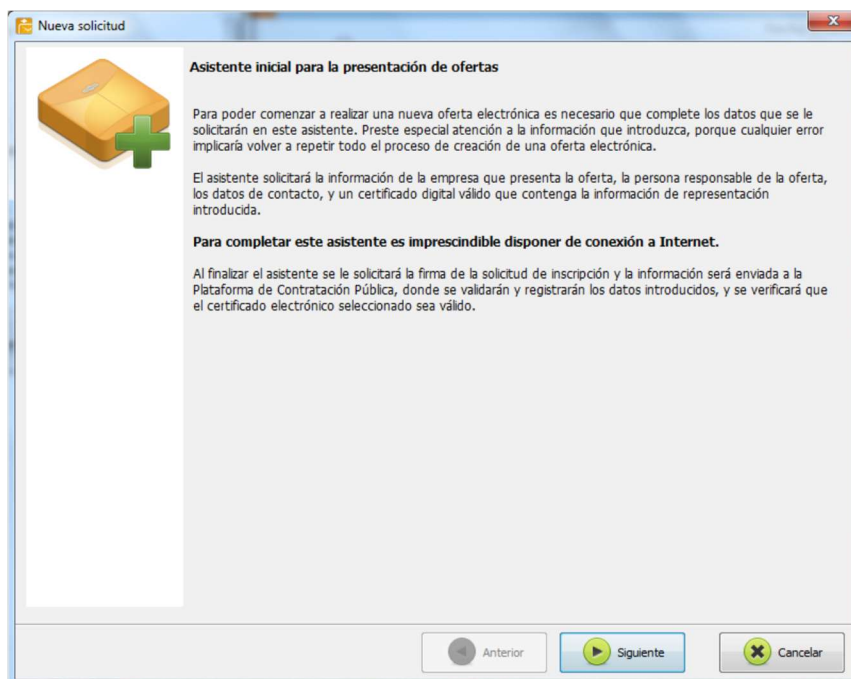 Nueva solicitud
Asistente inicial para la presentación de ofertas
Para poder comenzar a realizar una nueva oferta electrónica es necesario que complete los datos que se le
solicitarán en este asistente. Preste especial atención a la información que introduzca, porque cualquier error
implicaría volver a repetir todo el proceso de creación de una oferta electrónica.
El asistente solicitará la información de la empresa que presenta la oferta, la persona responsable de la oferta,
los datos de contacto, y un certificado digital válido que contenga la información de representación
introducida.
Para completar este asistente es imprescindible disponer de conexión a Internet.
Al finalizar el asistente se le solicitará la firma de la solicitud de inscripción y la información será enviada a la
Plataforma de Contratación Pública, donde se validarán y registrarán los datos introducidos, y se verificará que
el certificado electrónico seleccionado sea válido.
Anterior
Siguiente
Cancelar